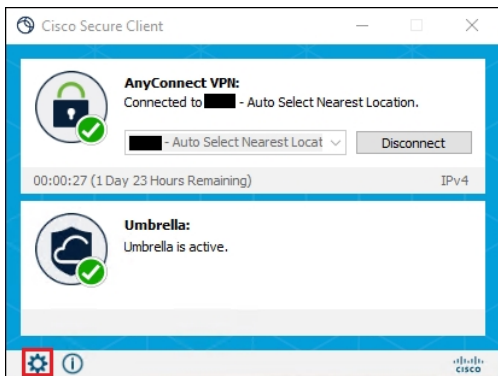 Cisco Secure Client
AnyConnect VPN:
Connected to - Auto Select Nearest Location.
- Auto Select Nearest Locat
Disconnect
00:00:27 (1 Day 23 Hours Remaining)
IPv4
Umbrella:
Umbrella is active.
cisco